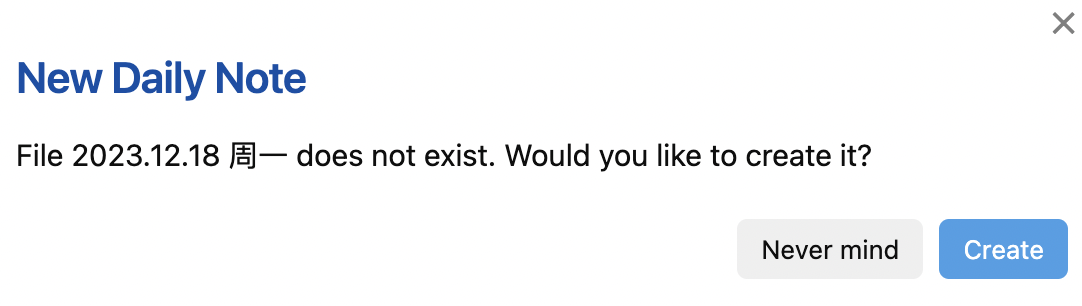 New Daily Note
File 2023.12.18 周一 does not exist. Would you like to create it?
Never mind
Create